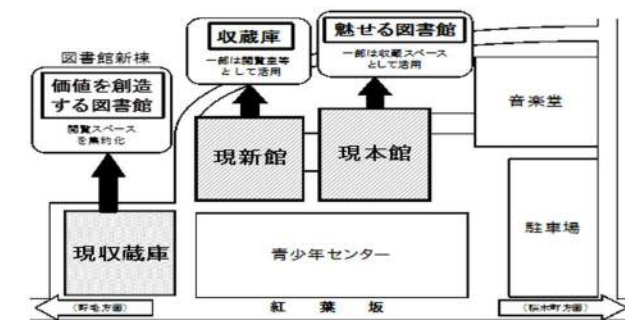 図書館新棟
価値を創造
する図書館
閲覧スペース
を集約化
収蔵庫
一部は閲覧室等
として活用
魅せる図書館
一部は収蔵スペース
として活用
音楽堂
現新館
現本館
現収蔵庫
青少年センター
駐車場
(野毛方面)
紅葉坂
(桜木町方面)